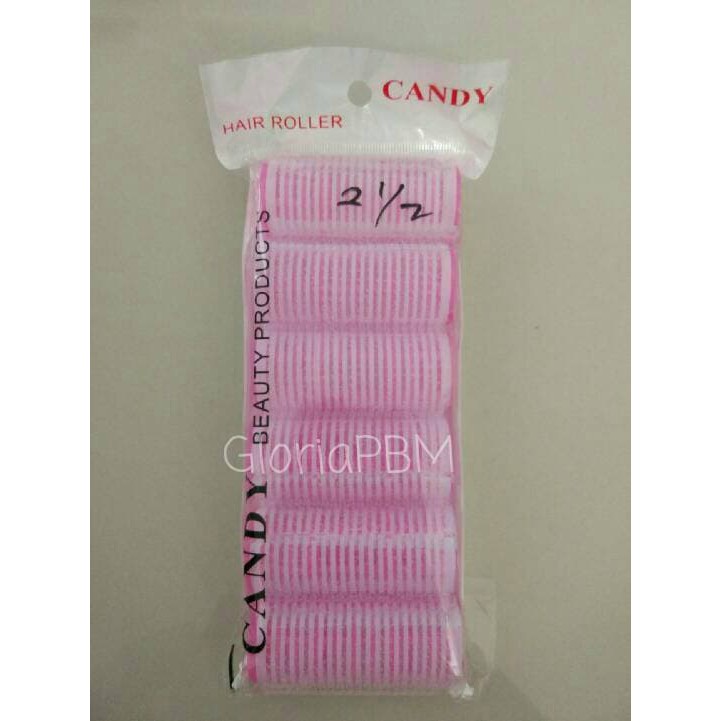 CANDY
HAIR ROLLER
2 1/2
CANDY BEAUTY PRODUCTS
GloriaPBM